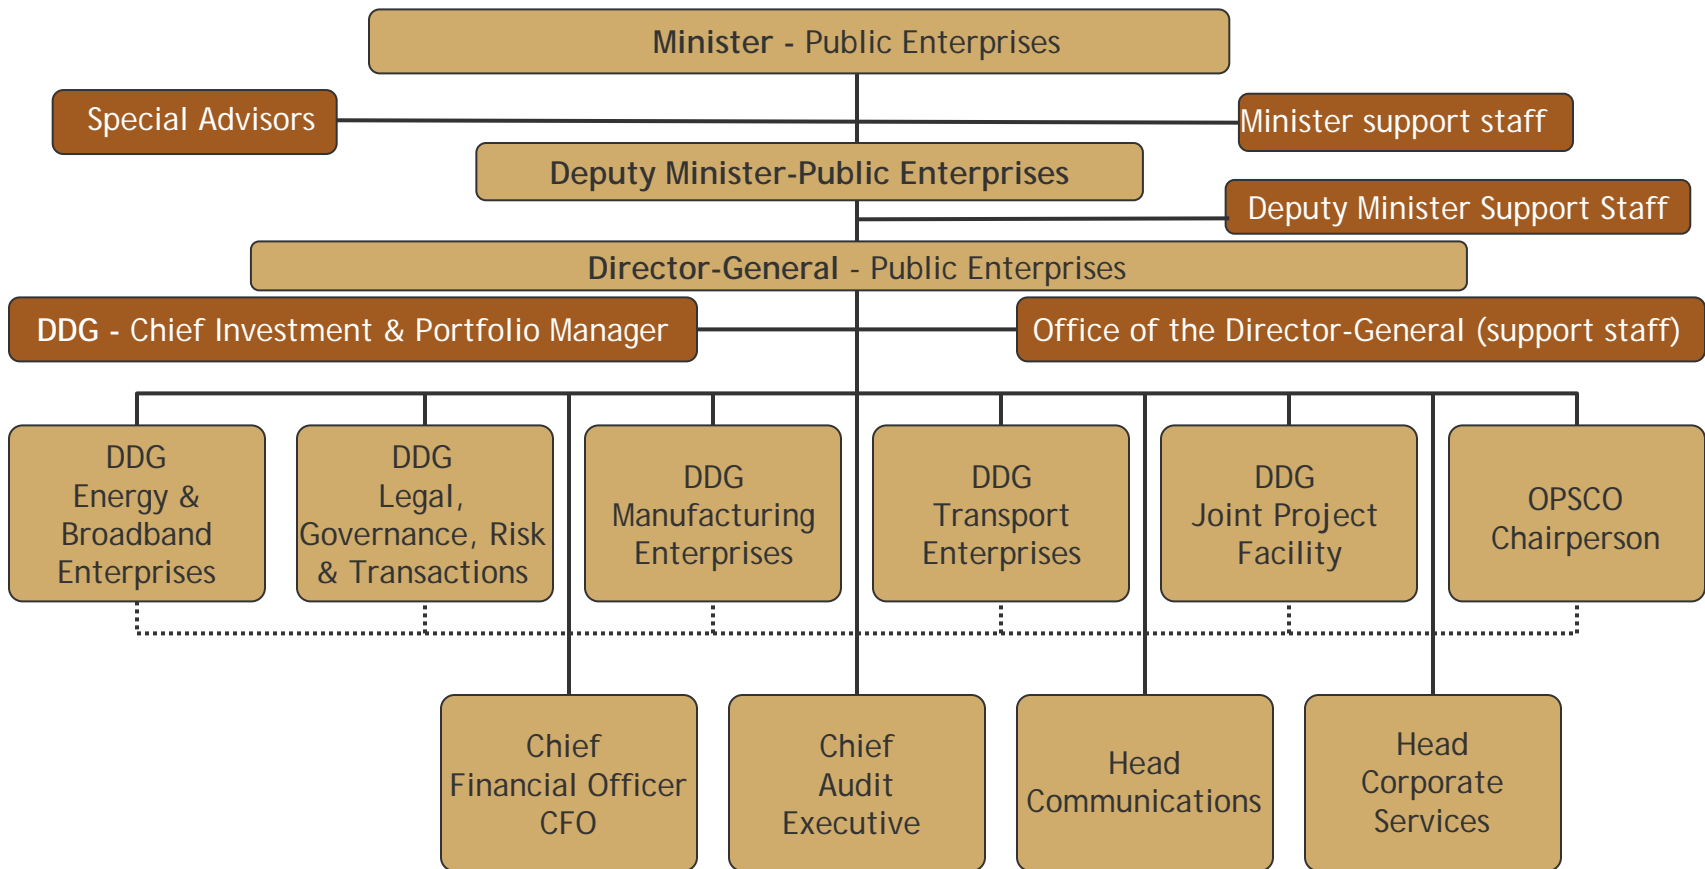 Minister - Public Enterprises
Special Advisors
Minister support staff
Deputy Minister-Public Enterprises
Deputy Minister Support Staff
Director-General - Public Enterprises
DDG - Chief Investment & Portfolio Manager
Office of the Director-General (support staff)
DDG
Energy &
Broadband
Enterprises
DDG
Legal,
Governance, Risk
& Transactions
DDG
Manufacturing
Enterprises
DDG
Transport
Enterprises
DDG
Joint Project
Facility
OPSCO
Chairperson
Chief
Financial Officer
CFO
Chief
Audit
Executive
Head
Communications
Head
Corporate
Services